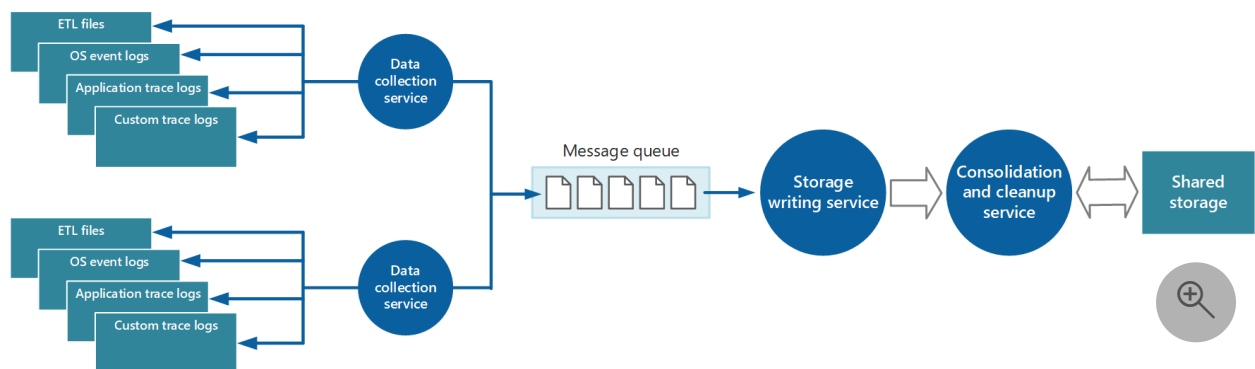 ETL files
OS event logs
Application trace logs
Custom trace logs
Data
collection
service
ETL files
OS event logs
Application trace logs
Custom trace logs
Data
collection
service
Message queue
Storage
writing service
Consolidation
and cleanup
service
Shared
storage